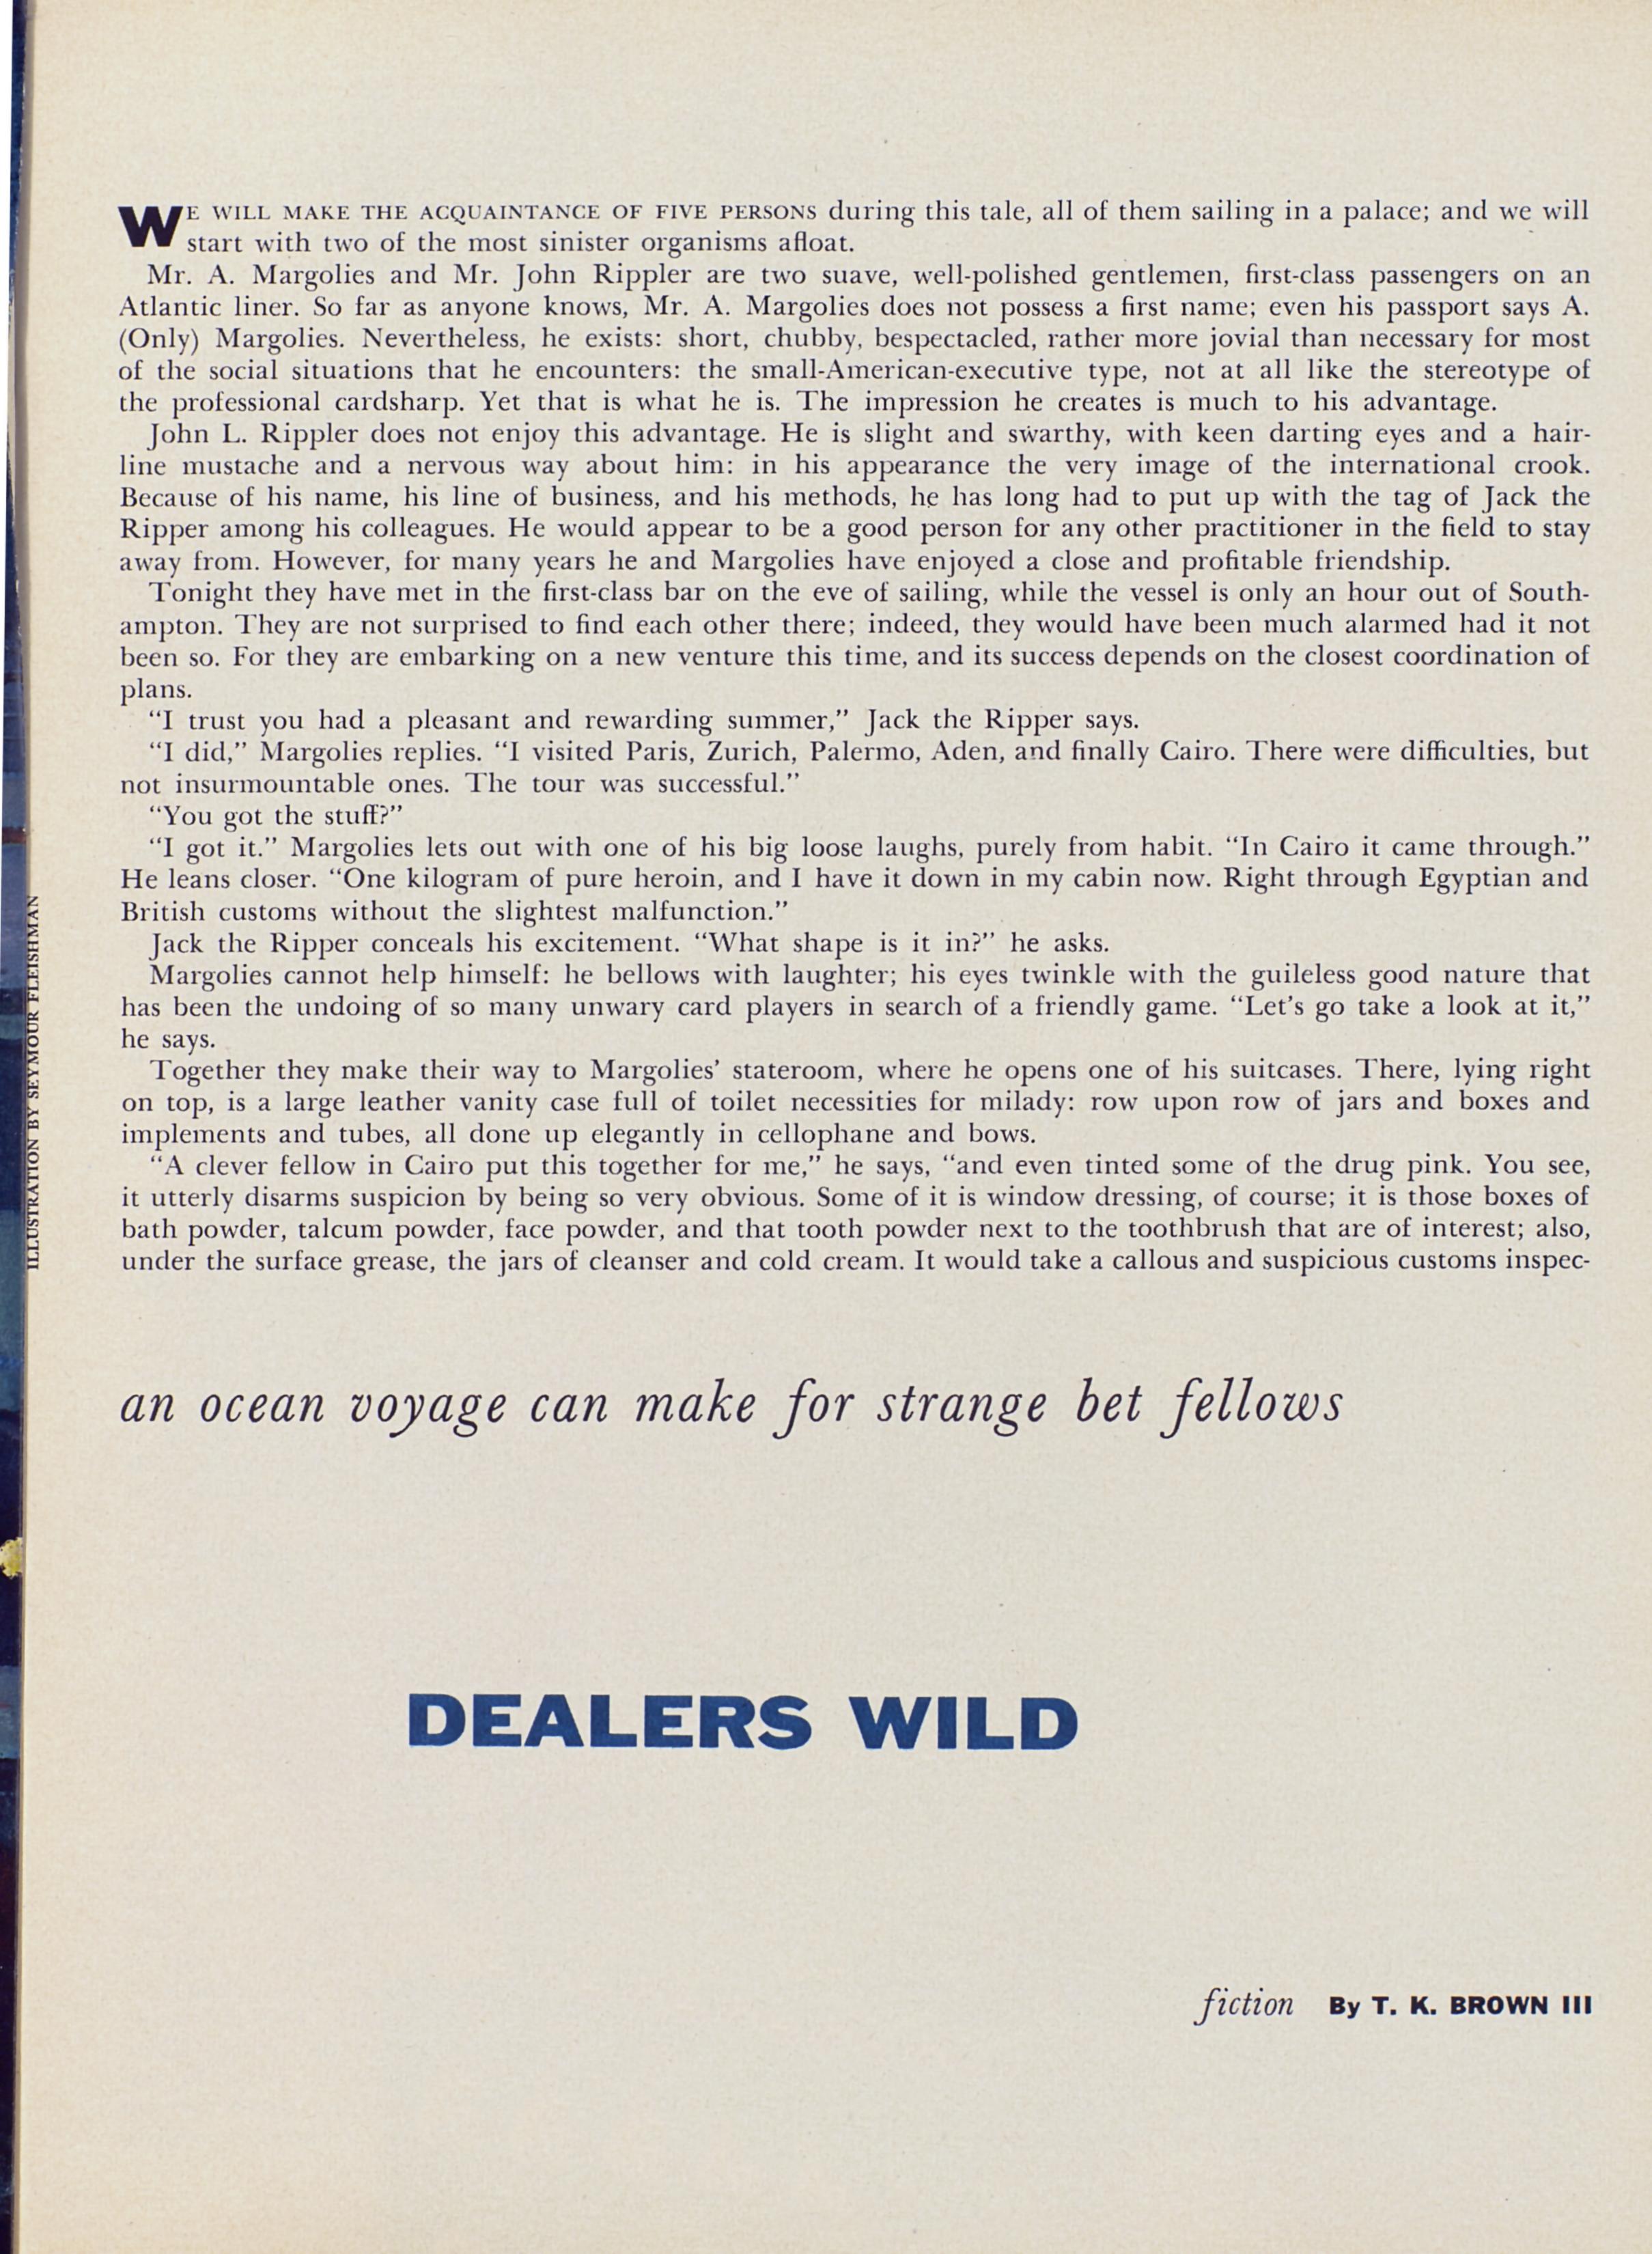 WE WILL MAKE THE ACQUAINTANCE OF FIVE PERSONS during this tale, all of them sailing in a palace; and we will
start with two of the most sinister organisms afloat.
Mr. A. Margolies and Mr. John Rippler are two suave, well-polished gentlemen, first-class passengers on an
Atlantic liner. So far as anyone knows, Mr. A. Margolies does not possess a first name; even his passport says A.
(Only) Margolies. Nevertheless, he exists: short, chubby, bespectacled, rather more jovial than necessary for most
of the social situations that he encounters: the small-American-executive type, not at all like the stereotype of
the professional cardsharp. Yet that is what he is. The impression he creates is much to his advantage.
John L. Rippler does not enjoy this advantage. He is slight and swarthy, with keen darting eyes and a hair-
line mustache and a nervous way about him: in his appearance the very image of the international crook.
Because of his name, his line of business, and his methods, he has long had to put up with the tag of Jack the
Ripper among his colleagues. He would appear to be a good person for any other practitioner in the field to stay
away from. However, for many years he and Margolies have enjoyed a close and profitable friendship.
Tonight they have met in the first-class bar on the eve of sailing, while the vessel is only an hour out of South-
ampton. They are not surprised to find each other there; indeed, they would have been much alarmed had it not
been so. For they are embarking on a new venture this time, and its success depends on the closest coordination of
plans.
“I trust you had a pleasant and rewarding summer,” Jack the Ripper says.
“I did,” Margolies replies. “I visited Paris, Zurich, Palermo, Aden, and finally Cairo. There were difficulties, but
not insurmountable ones. The tour was successful.”
“You got the stuff?”
“I got it.” Margolies lets out with one of his big loose laughs, purely from habit. “In Cairo it came through.”
He leans closer. “One kilogram of pure heroin, and I have it down in my cabin now. Right through Egyptian and
British customs without the slightest malfunction.”
Jack the Ripper conceals his excitement. “What shape is it in?” he asks.
Margolies cannot help himself: he bellows with laughter; his eyes twinkle with the guileless good nature that
has been the undoing of so many unwary card players in search of a friendly game. “Let’s go take a look at it,”
he says.
Together they make their way to Margolies’ stateroom, where he opens one of his suitcases. There, lying right
on top, is a large leather vanity case full of toilet necessities for milady: row upon row of jars and boxes and
implements and tubes, all done up elegantly in cellophane and bows.
“A clever fellow in Cairo put this together for me,” he says, “and even tinted some of the drug pink. You see,
it utterly disarms suspicion by being so very obvious. Some of it is window dressing, of course; it is those boxes of
bath powder, talcum powder, face powder, and that tooth powder next to the toothbrush that are of interest; also,
under the surface grease, the jars of cleanser and cold cream. It would take a callous and suspicious customs inspec-
ILLUSTRATION BY SEYMOUR FLEISHMAN
an ocean voyage can make for strange bet fellows
DEALERS WILD
fiction By T. K. BROWN III